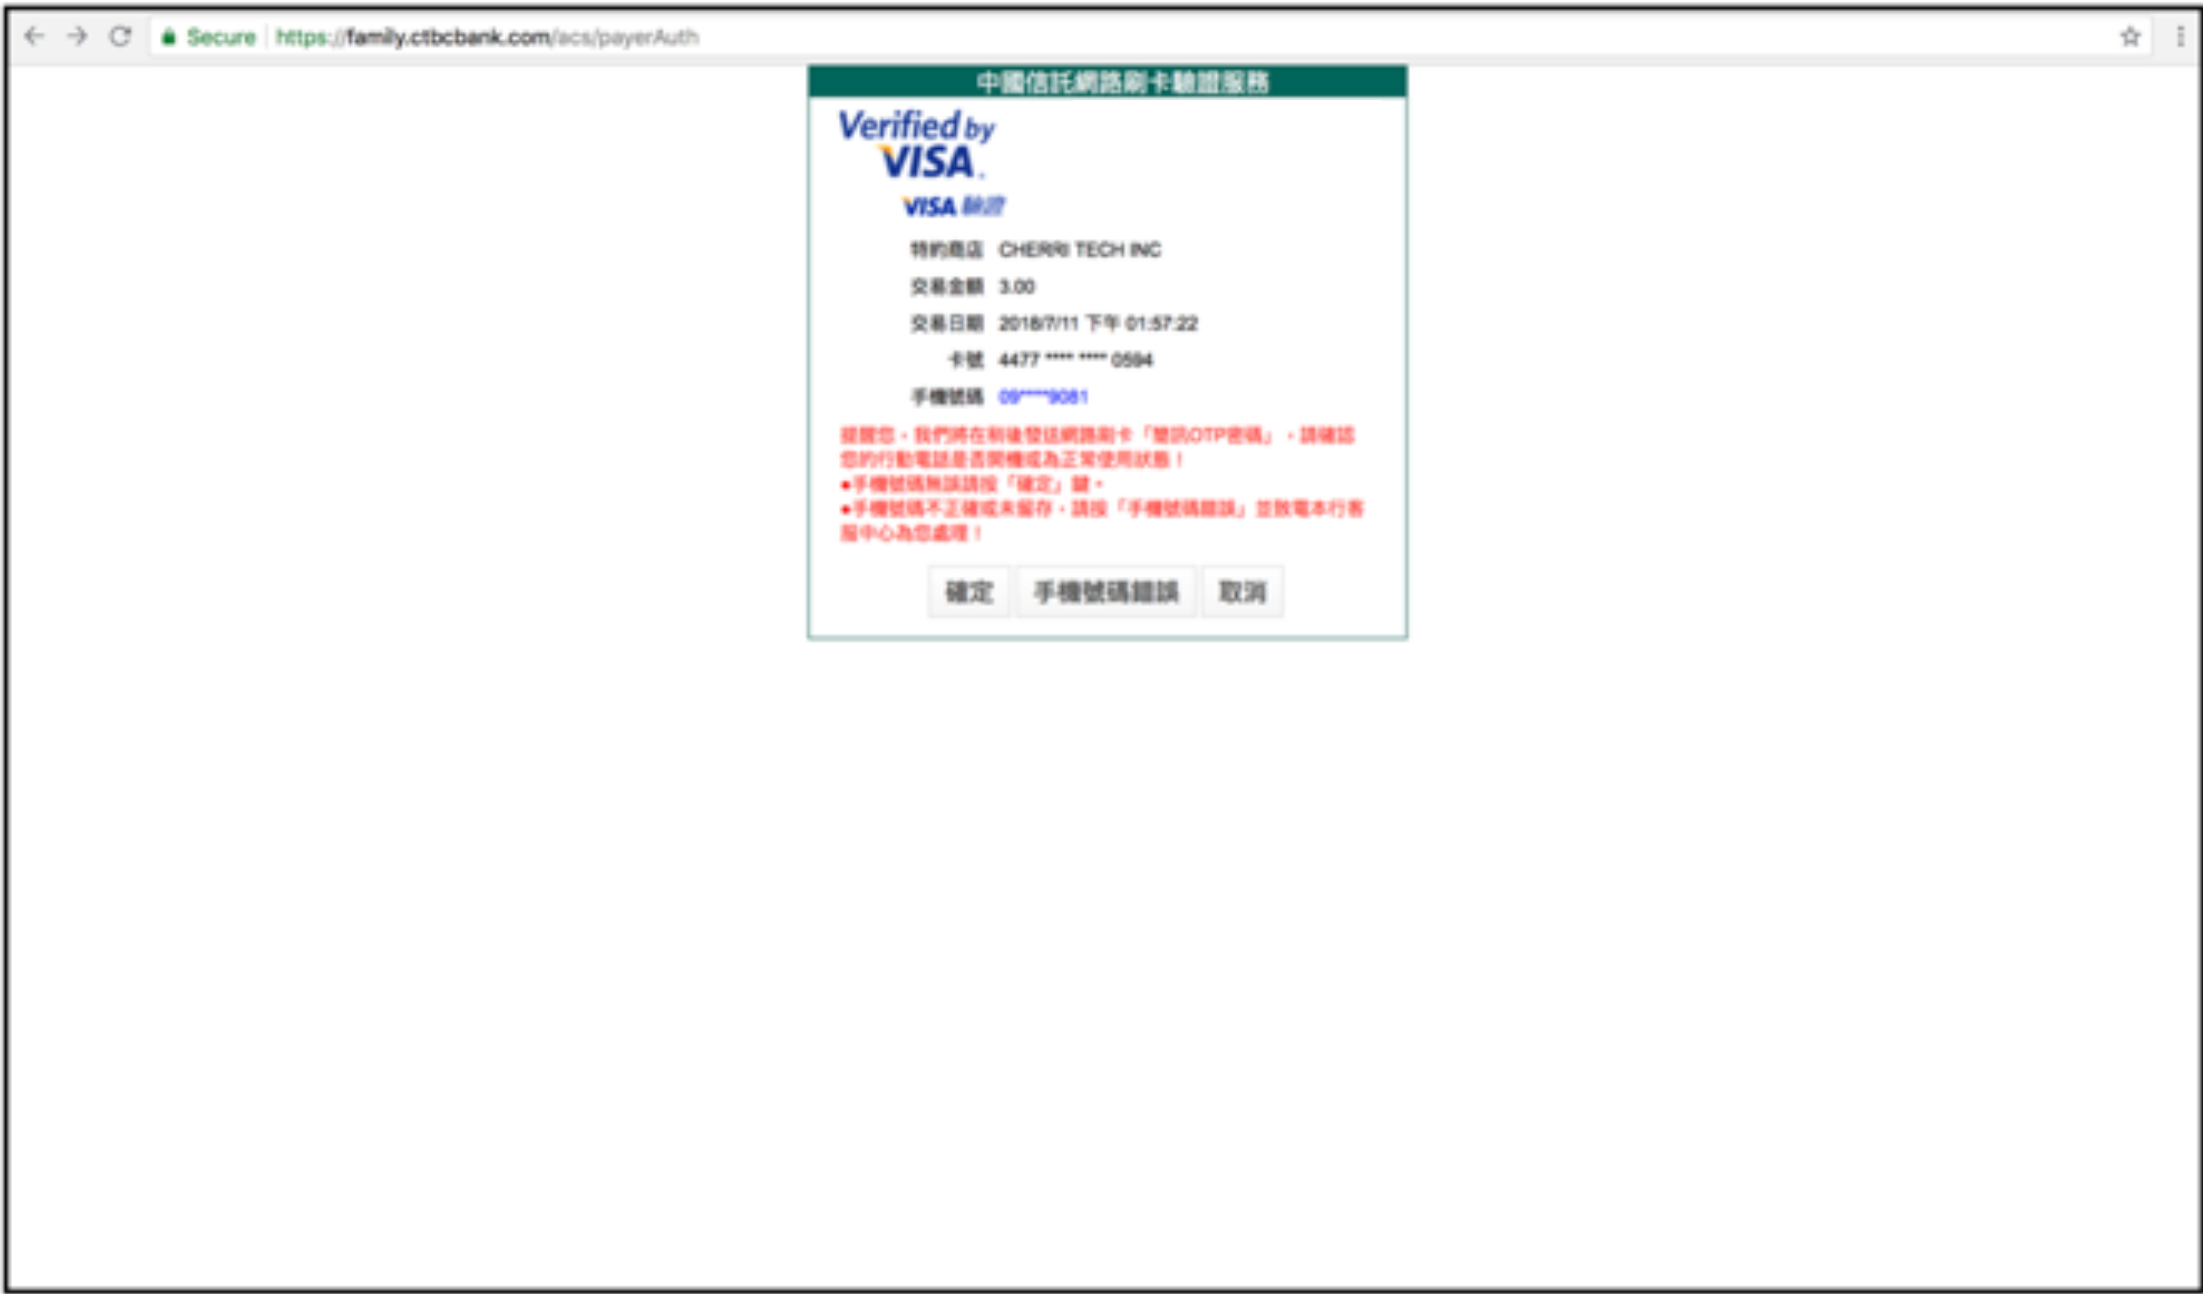 Secure https://family.ctbcbank.com/acs/payerAuth
中國信託網路刷卡驗證服務
Verified by
VISA
VISA 驗證
特約商店 CHERRI TECH INC
交易金額 3.00
交易日期 2018/7/11 下午 01:57:22
卡號 4477 **** **** 0594
手機號碼 09****9081
提醒您，我們將在稍後發送網路刷卡「簡訊OTP密碼」，請確認
您的行動電話是否開機或為正常使用狀態！
●手機號碼無誤請按「確定」鍵。
●手機號碼不正確或未留存，請按「手機號碼錯誤」並致電本行客
服中心為您處理！
確定 手機號碼錯誤 取消